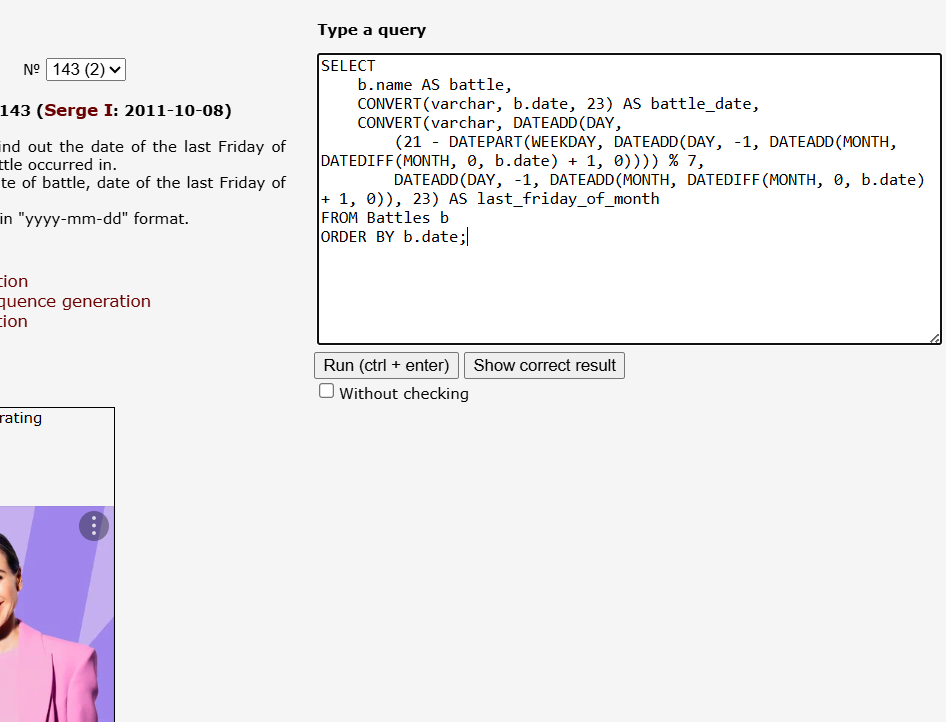 Type a query
Nº 143 (2)
143 (Serge I: 2011-10-08)
ind out the date of the last Friday of
ttle occurred in.
te of battle, date of the last Friday of
in "yyyy-mm-dd" format.
tion
quence generation
tion
rating
SELECT
b.name AS battle,
CONVERT(varchar, b.date, 23) AS battle_date,
CONVERT(varchar, DATEADD(DAY,
(21 - DATEPART(WEEKDAY, DATEADD(DAY, -1, DATEADD(MONTH,
DATEDIFF(MONTH, 0, b.date) + 1, 0)))) % 7,
DATEADD(DAY, -1, DATEADD(MONTH, DATEDIFF(MONTH, 0, b.date)
+ 1, 0)), 23) AS last_friday_of_month
FROM Battles b
ORDER BY b.date;
Run (ctrl + enter) Show correct result
Without checking